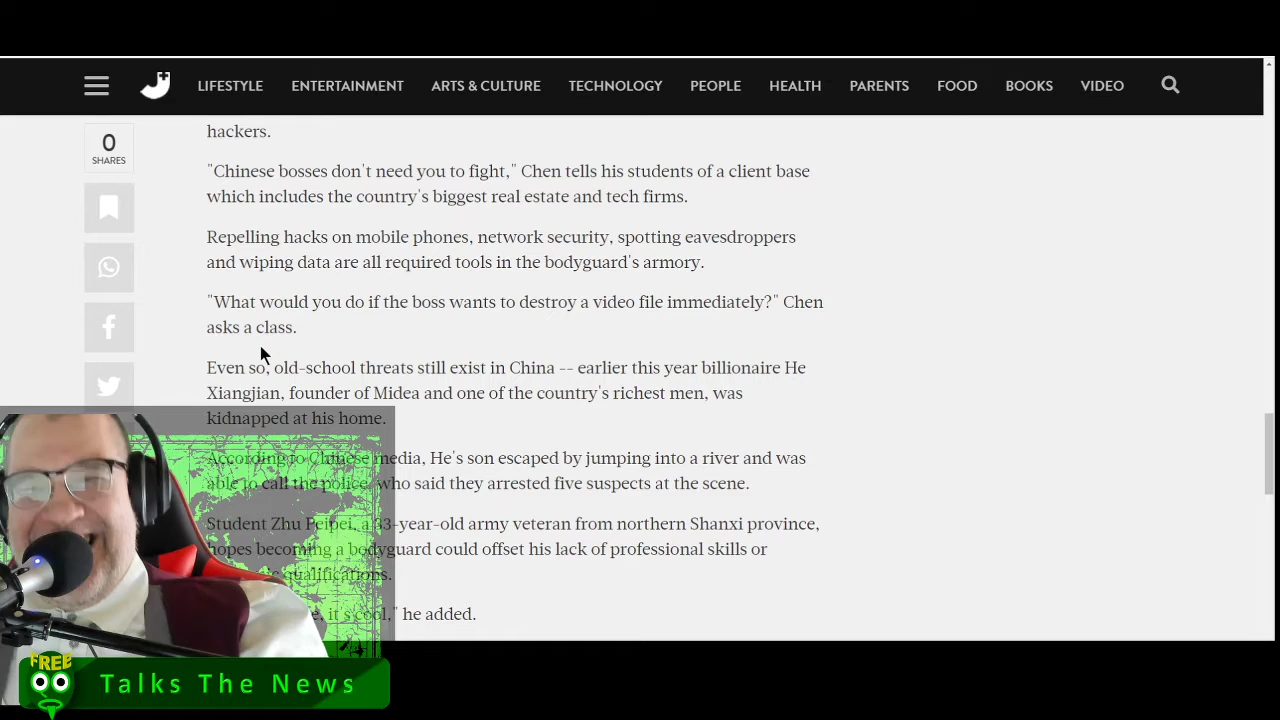 LIFESTYLE ENTERTAINMENT ARTS & CULTURE TECHNOLOGY PEOPLE HEALTH PARENTS FOOD BOOKS VIDEO
0
SHARES
hackers.
"Chinese bosses don't need you to fight," Chen tells his students of a client base
which includes the country's biggest real estate and tech firms.
Repelling hacks on mobile phones, network security, spotting eavesdroppers
and wiping data are all required tools in the bodyguard's armory.
"What would you do if the boss wants to destroy a video file immediately?" Chen
asks a class.
Even so, old-school threats still exist in China -- earlier this year billionaire He
Xiangjian, founder of Midea and one of the country's richest men, was
kidnapped at his home.
According to Chinese media, He's son escaped by jumping into a river and was
able to call the police, who said they arrested five suspects at the scene.
Student Zhu Peipei, a 33-year-old army veteran from northern Shanxi province,
hopes becoming a bodyguard could offset his lack of professional skills or
qualifications.
it's cool," he added.
FREE
Talks The News